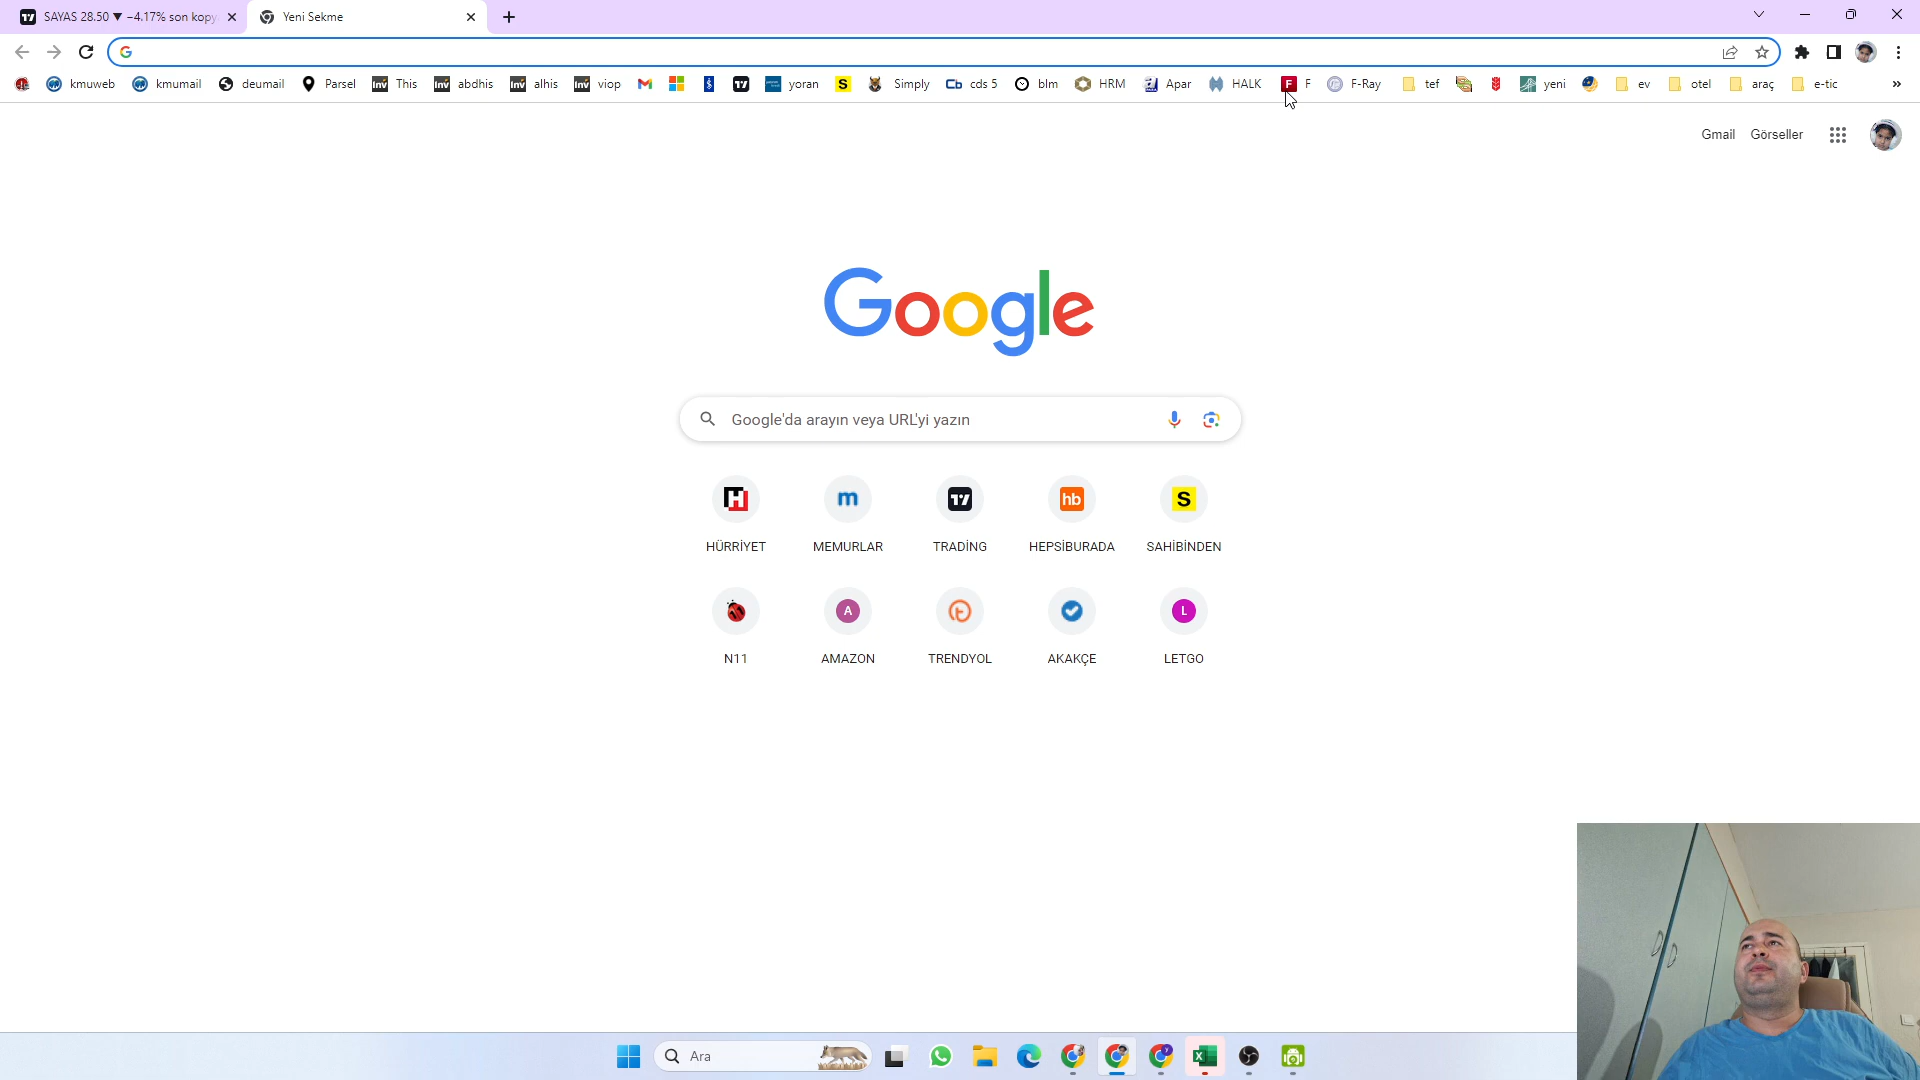 SAYAS 28.50 ▼ −4.17% son kopy
Yeni Sekme
kmuweb
kmumail
deumail
Parsel
This
abdhis
alhis
viop
yoran
Simply
cds 5
blm
HRM
Apar
HALK
F
F-Ray
tef
yeni
ev
otel
araç
e-tic
Gmail
Görseller
Google
Google'da arayın veya URL'yi yazın
HÜRRİYET
MEMURLAR
TRADİNG
HEPSİBURADA
SAHİBİNDEN
N11
AMAZON
TRENDYOL
AKAKÇE
LETGO
Ara